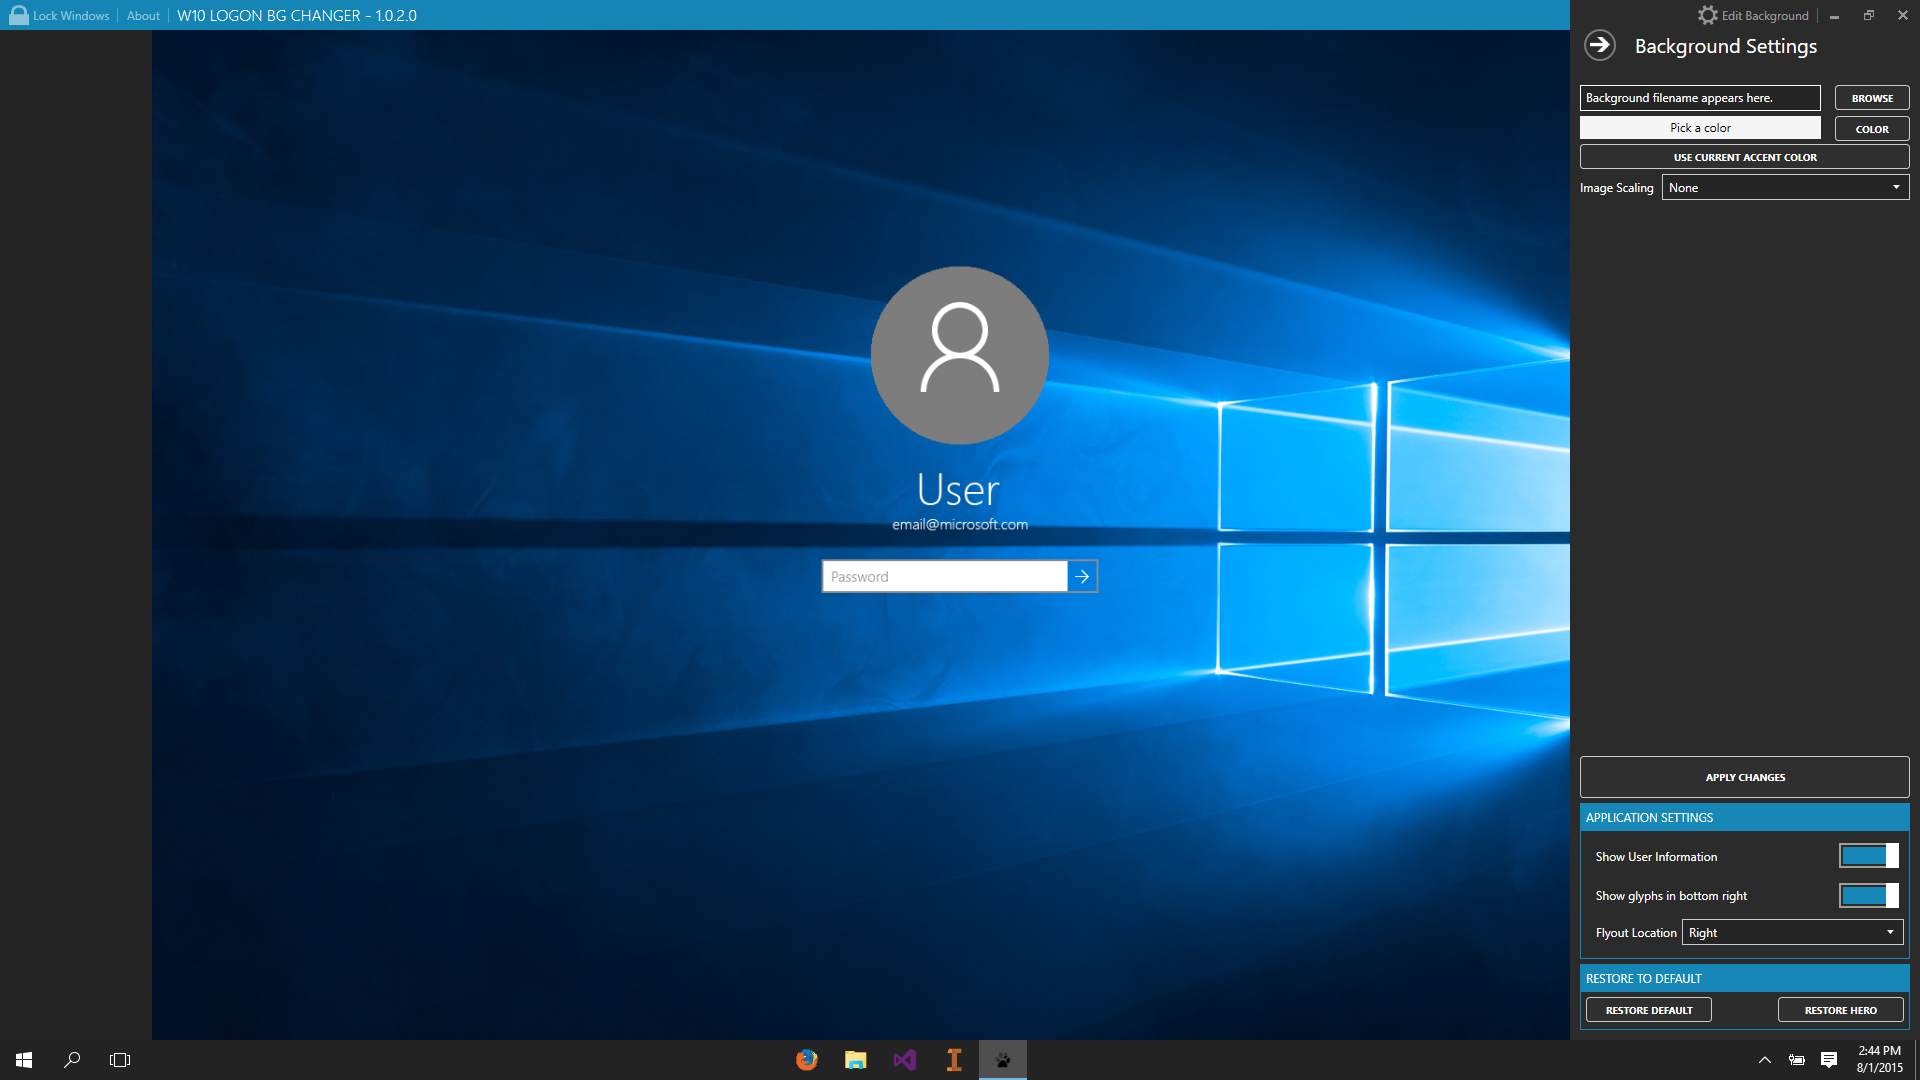 Lock Windows
About
W10 LOGON BG CHANGER - 1.0.2.0
Edit Background
Background Settings
Background filename appears here.
BROWSE
Pick a color
COLOR
USE CURRENT ACCENT COLOR
Image Scaling
None
User
email@microsoft.com
Password
APPLY CHANGES
APPLICATION SETTINGS
Show User Information
Show glyphs in bottom right
Flyout Location
Right
RESTORE TO DEFAULT
RESTORE DEFAULT
RESTORE HERO
2:44 PM
8/1/2015